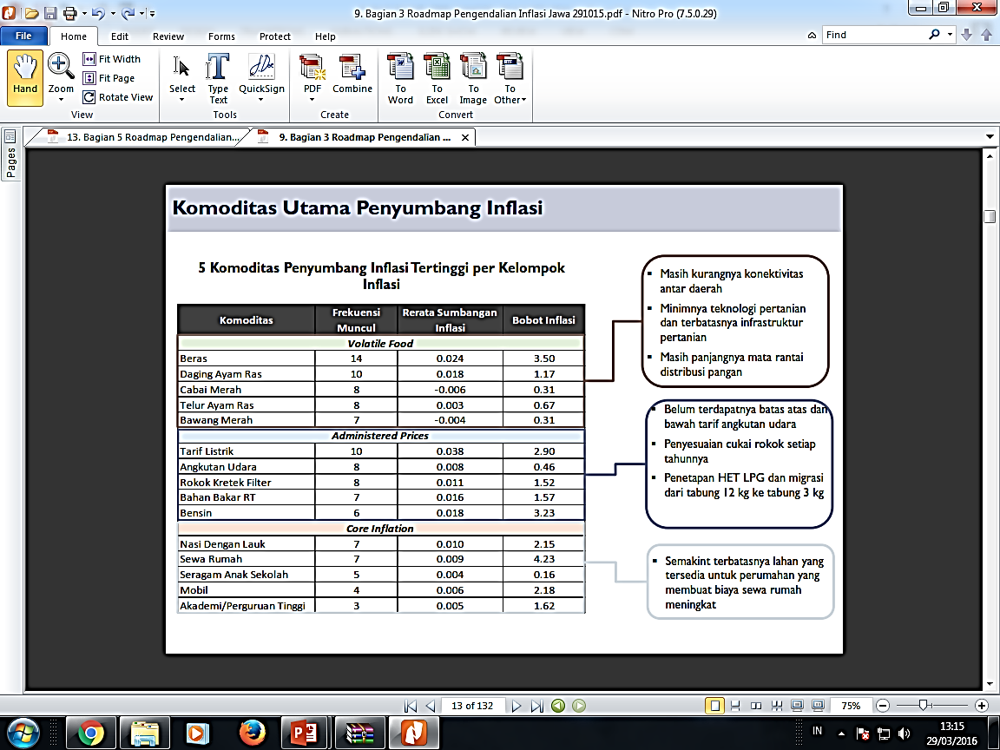 9. Bagian 3 Roadmap Pengendalian Inflasi Jawa 291015.pdf - Nitro Pro (7.5.0.29)
File Home Edit Review Forms Protect Help Find
Hand Zoom Fit Width Fit Page Rotate View
View
Select Type Text QuickSign
Tools
PDF Combine
Create
To Word To Excel To Image To Other
Convert
13. Bagian 5 Roadmap Pengendalian... 9. Bagian 3 Roadmap Pengendalian ...
Pages
Komoditas Utama Penyumbang Inflasi
5 Komoditas Penyumbang Inflasi Tertinggi per Kelompok
Inflasi
Komoditas Frekuensi Muncul Rerata Sumbangan Inflasi Bobot Inflasi
Volatile Food
Beras 14 0.024 3.50
Daging Ayam Ras 10 0.018 1.17
Cabai Merah 8 -0.006 0.31
Telur Ayam Ras 8 0.003 0.67
Bawang Merah 7 -0.004 0.31
Administered Prices
Tarif Listrik 10 0.038 2.90
Angkutan Udara 8 0.008 0.46
Rokok Kretek Filter 8 0.011 1.52
Bahan Bakar RT 7 0.016 1.57
Bensin 6 0.018 3.23
Core Inflation
Nasi Dengan Lauk 7 0.010 2.15
Sewa Rumah 7 0.009 4.23
Seragam Anak Sekolah 5 0.004 0.16
Mobil 4 0.006 2.18
Akademi/Perguruan Tinggi 3 0.005 1.62
▪ Masih kurangnya konektivitas
antar daerah
▪ Minimnya teknologi pertanian
dan terbatasnya infrastruktur
pertanian
▪ Masih panjangnya mata rantai
distribusi pangan
▪ Belum terdapatnya batas atas dan
bawah tarif angkutan udara
▪ Penyesuaian cukai rokok setiap
tahunnya
▪ Penetapan HET LPG dan migrasi
dari tabung 12 kg ke tabung 3 kg
▪ Semakint terbatasnya lahan yang
tersedia untuk perumahan yang
membuat biaya sewa rumah
meningkat
13 of 132 75%
IN 13:15
29/03/2016